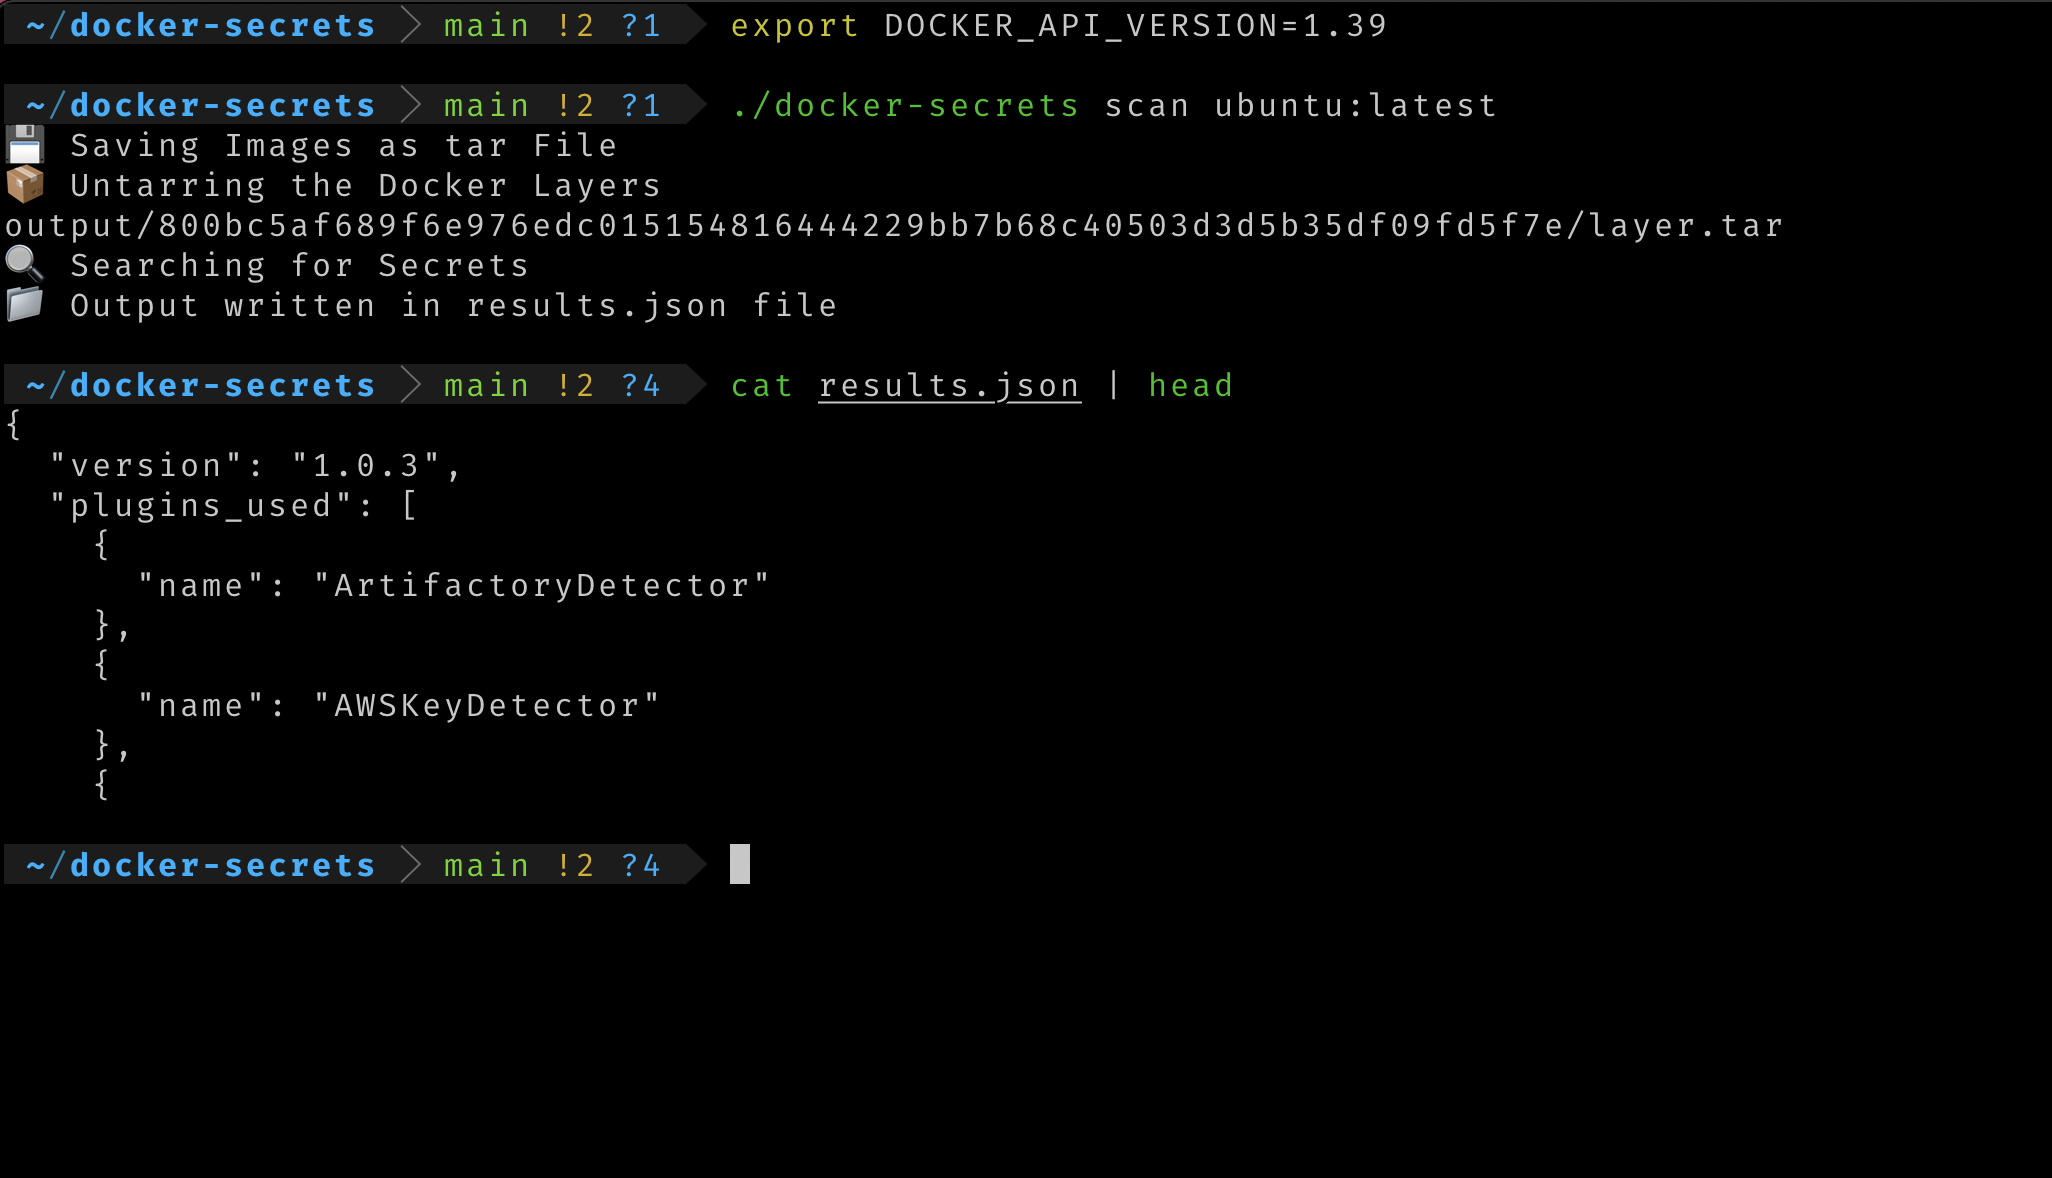 ~/docker-secrets main !2 ?1 export DOCKER_API_VERSION=1.39
~/docker-secrets main !2 ?1 ./docker-secrets scan ubuntu:latest
Saving Images as tar File
Untarring the Docker Layers
output/800bc5af689f6e976edc015154816444229bb7b68c40503d3d5b35df09fd5f7e/layer.tar
Searching for Secrets
Output written in results.json file
~/docker-secrets main !2 ?4 cat results.json | head
{
  "version": "1.0.3",
  "plugins_used": [
    {
      "name": "ArtifactoryDetector"
    },
    {
      "name": "AWSKeyDetector"
    },
    {
~/docker-secrets main !2 ?4